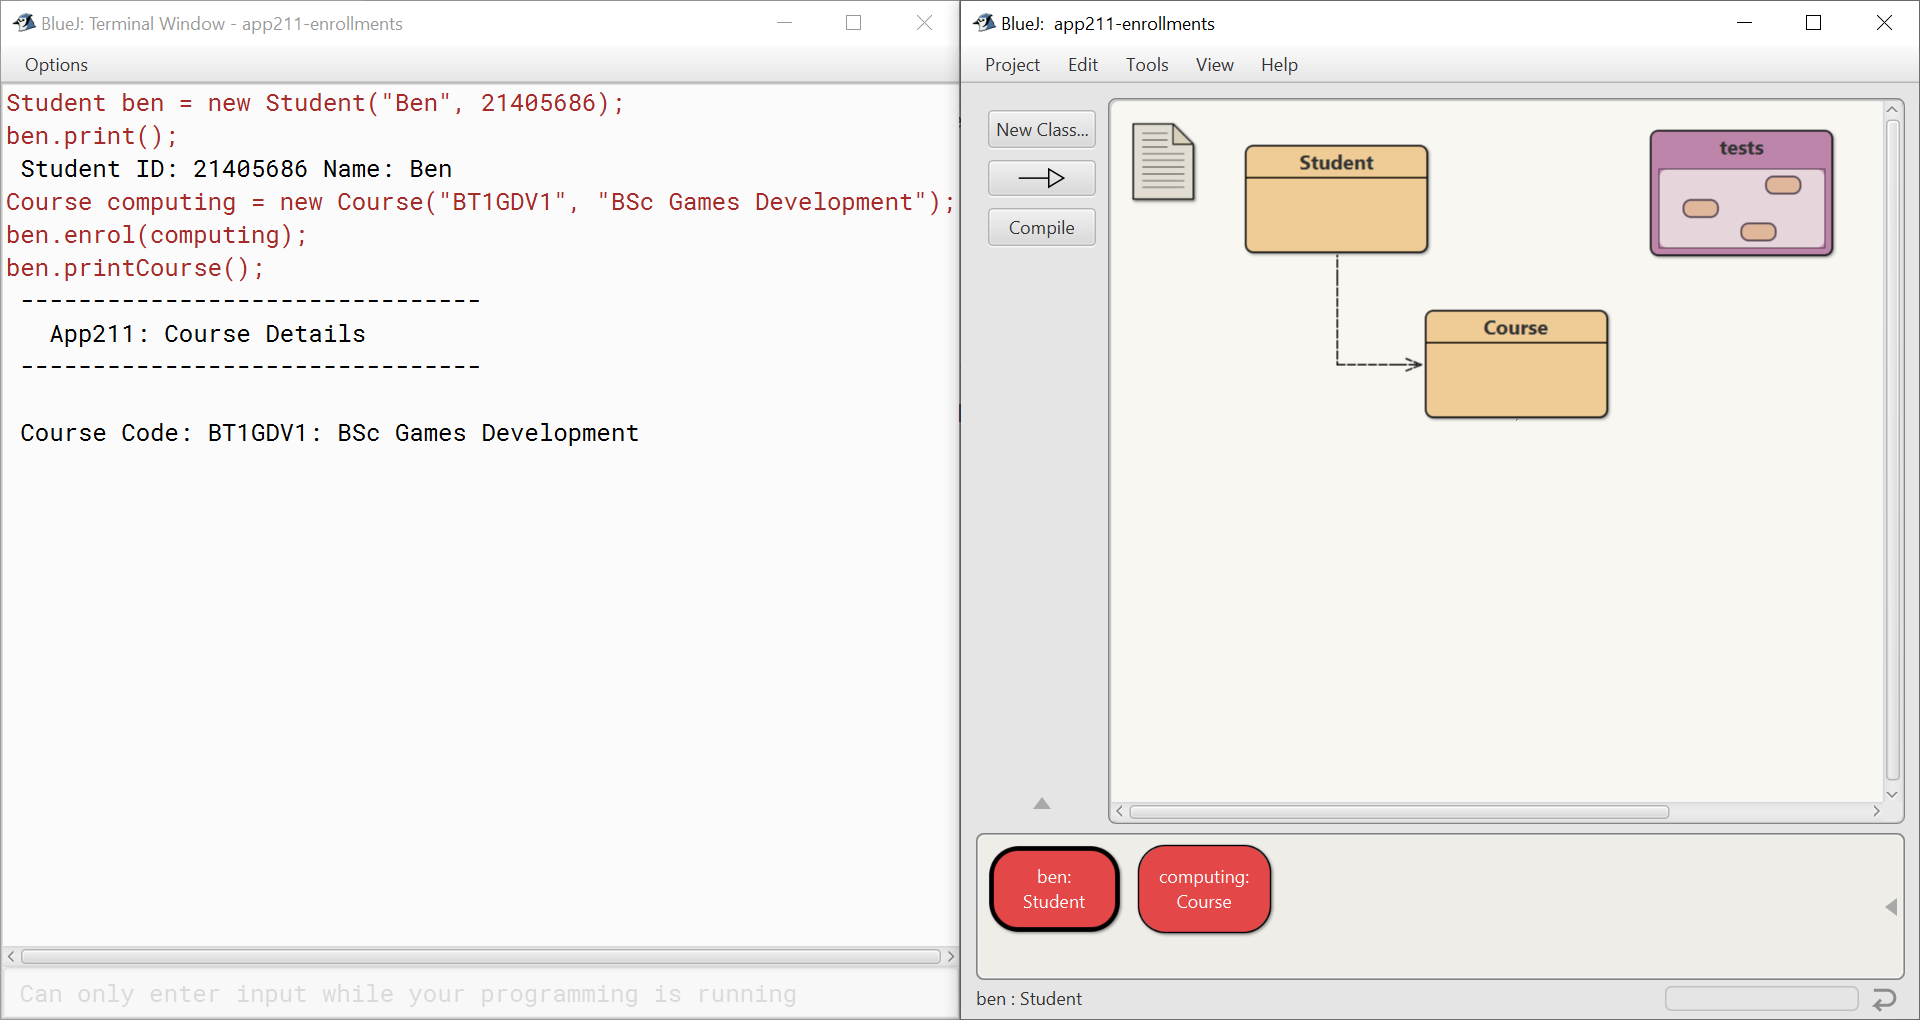 BlueJ: Terminal Window - app211-enrollments
Options
Student ben = new Student("Ben", 21405686);
ben.print();
Student ID: 21405686 Name: Ben
Course computing = new Course("BT1GDV1", "BSc Games Development");
ben.enrol(computing);
ben.printCourse();
--------------------------------
App211: Course Details
--------------------------------
Course Code: BT1GDV1: BSc Games Development
Can only enter input while your programming is running
BlueJ: app211-enrollments
Project Edit Tools View Help
New Class...
Compile
Student
tests
Course
ben:
Student
computing:
Course
ben : Student